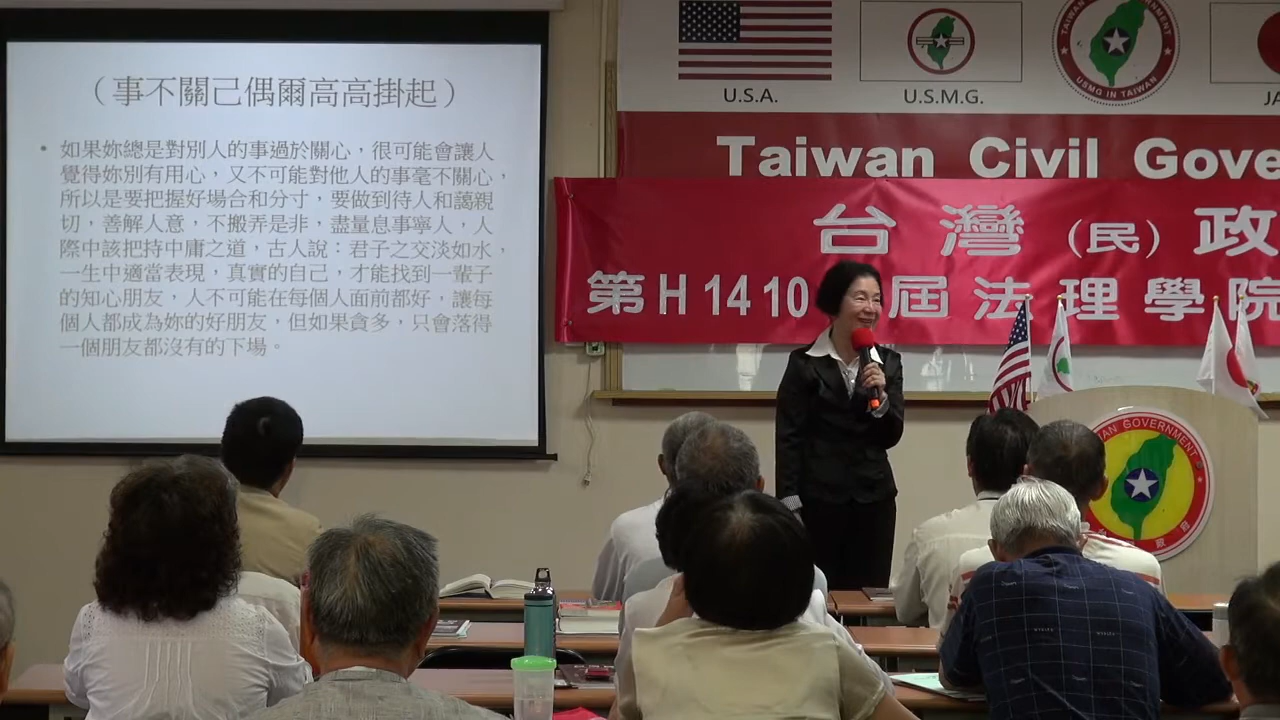 （事不關己偶爾高高掛起）
• 如果妳總是對別人的事過於關心，很可能會讓人
覺得妳別有用心，又不可能對他人的事毫不關心，
所以是要把握好場合和分寸，要做到待人和藹親
切，善解人意，不搬弄是非，盡量息事寧人，人
際中該把持中庸之道，古人說：君子之交淡如水，
一生中適當表現，真實的自己，才能找到一輩子
的知心朋友，人不可能在每個人面前都好，讓每
個人都成為妳的好朋友，但如果貪多，只會落得
一個朋友都沒有的下場。
U.S.A.
U.S.M.G.
JA
TAIWAN GOVERNMENT
USMG IN TAIWAN
Taiwan Civil Gove
台灣（民）政
第H1410 屆法理學院
GOVERNMENT
政府